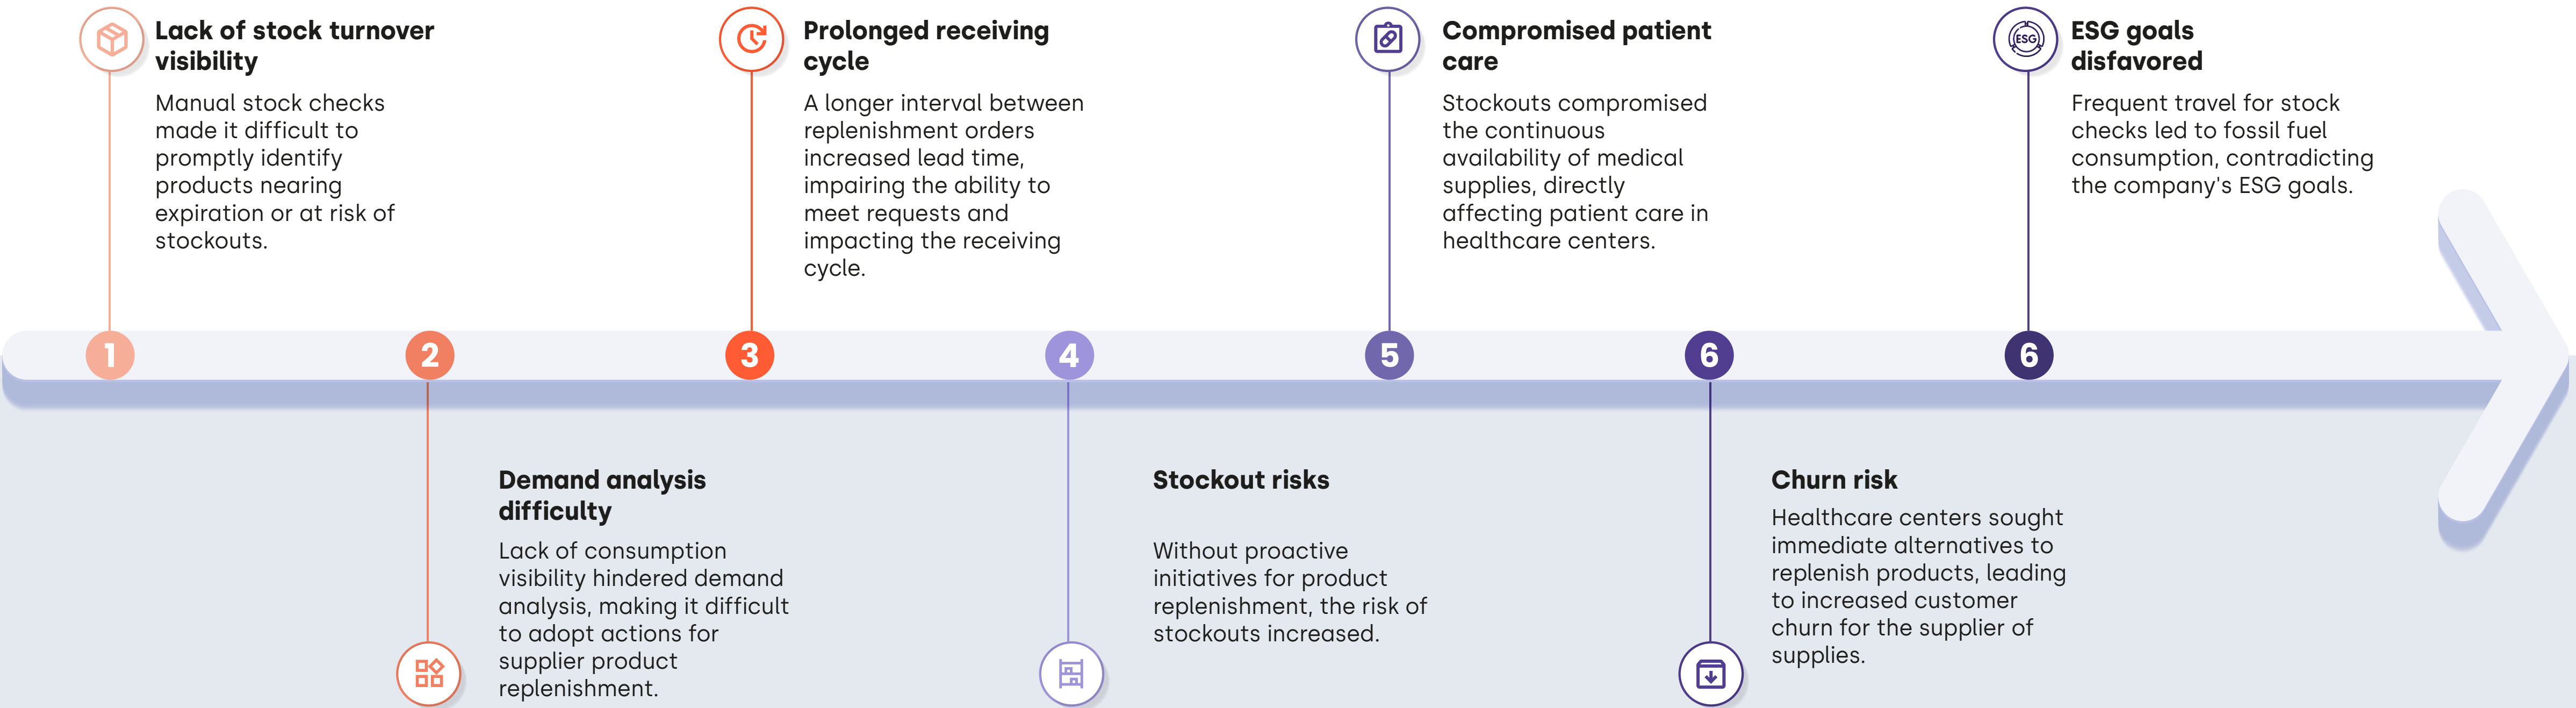 Lack of stock turnover
visibility
Manual stock checks
made it difficult to
promptly identify
products nearing
expiration or at risk of
stockouts.
Prolonged receiving
cycle
A longer interval between
replenishment orders
increased lead time,
impairing the ability to
meet requests and
impacting the receiving
cycle.
Compromised patient
care
Stockouts compromised
the continuous
availability of medical
supplies, directly
affecting patient care in
healthcare centers.
ESG
ESG goals
disfavored
Frequent travel for stock
checks led to fossil fuel
consumption, contradicting
the company's ESG goals.
1
2
3
4
5
6
6
Demand analysis
difficulty
Lack of consumption
visibility hindered demand
analysis, making it difficult
to adopt actions for
supplier product
replenishment.
Stockout risks
Without proactive
initiatives for product
replenishment, the risk of
stockouts increased.
Churn risk
Healthcare centers sought
immediate alternatives to
replenish products, leading
to increased customer
churn for the supplier of
supplies.